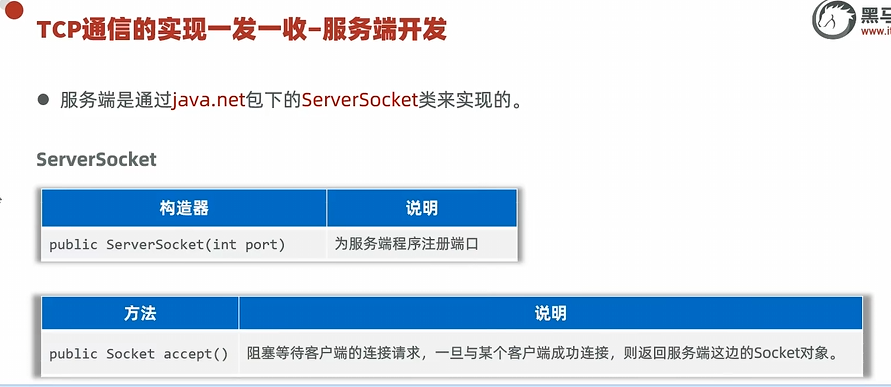 TCP通信的实现一发一收–服务端开发
黑马
www.it
● 服务端是通过java.net包下的ServerSocket类来实现的。
ServerSocket
构造器 说明
public ServerSocket(int port) 为服务端程序注册端口
方法 说明
public Socket accept() 阻塞等待客户端的连接请求，一旦与某个客户端成功连接，则返回服务端这边的Socket对象。